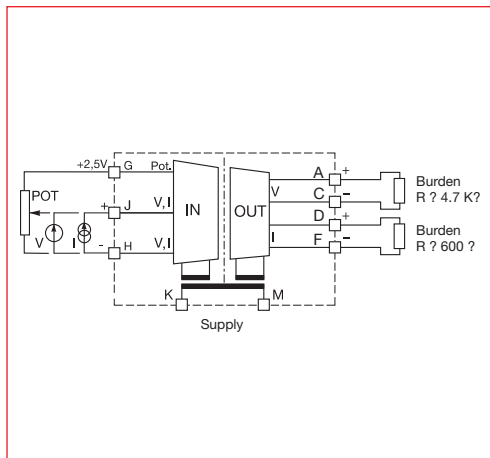 +2,5V G Pot.
A +
POT
V
C −
Burden
R ? 4.7 K?
+ J V, I
IN OUT
D +
V I
I
Burden
R ? 600 ?
- H V, I
F −
K M
Supply